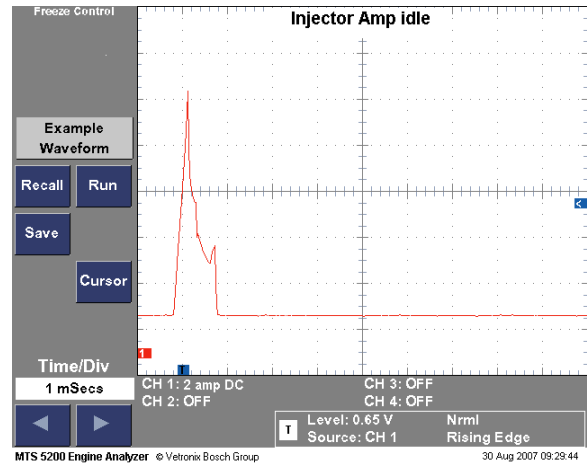 Freeze Control
Injector Amp idle
Example
Waveform
Recall
Run
Save
Cursor
<
1
T
Time/Div
1 mSecs
CH 1: 2 amp DC
CH 3: OFF
CH 2: OFF
CH 4: OFF
T
Level: 0.65 V
Nrml
Source: CH 1
Rising Edge
MTS 5200 Engine Analyzer © Vetronix Bosch Group
30 Aug 2007 09:29:44